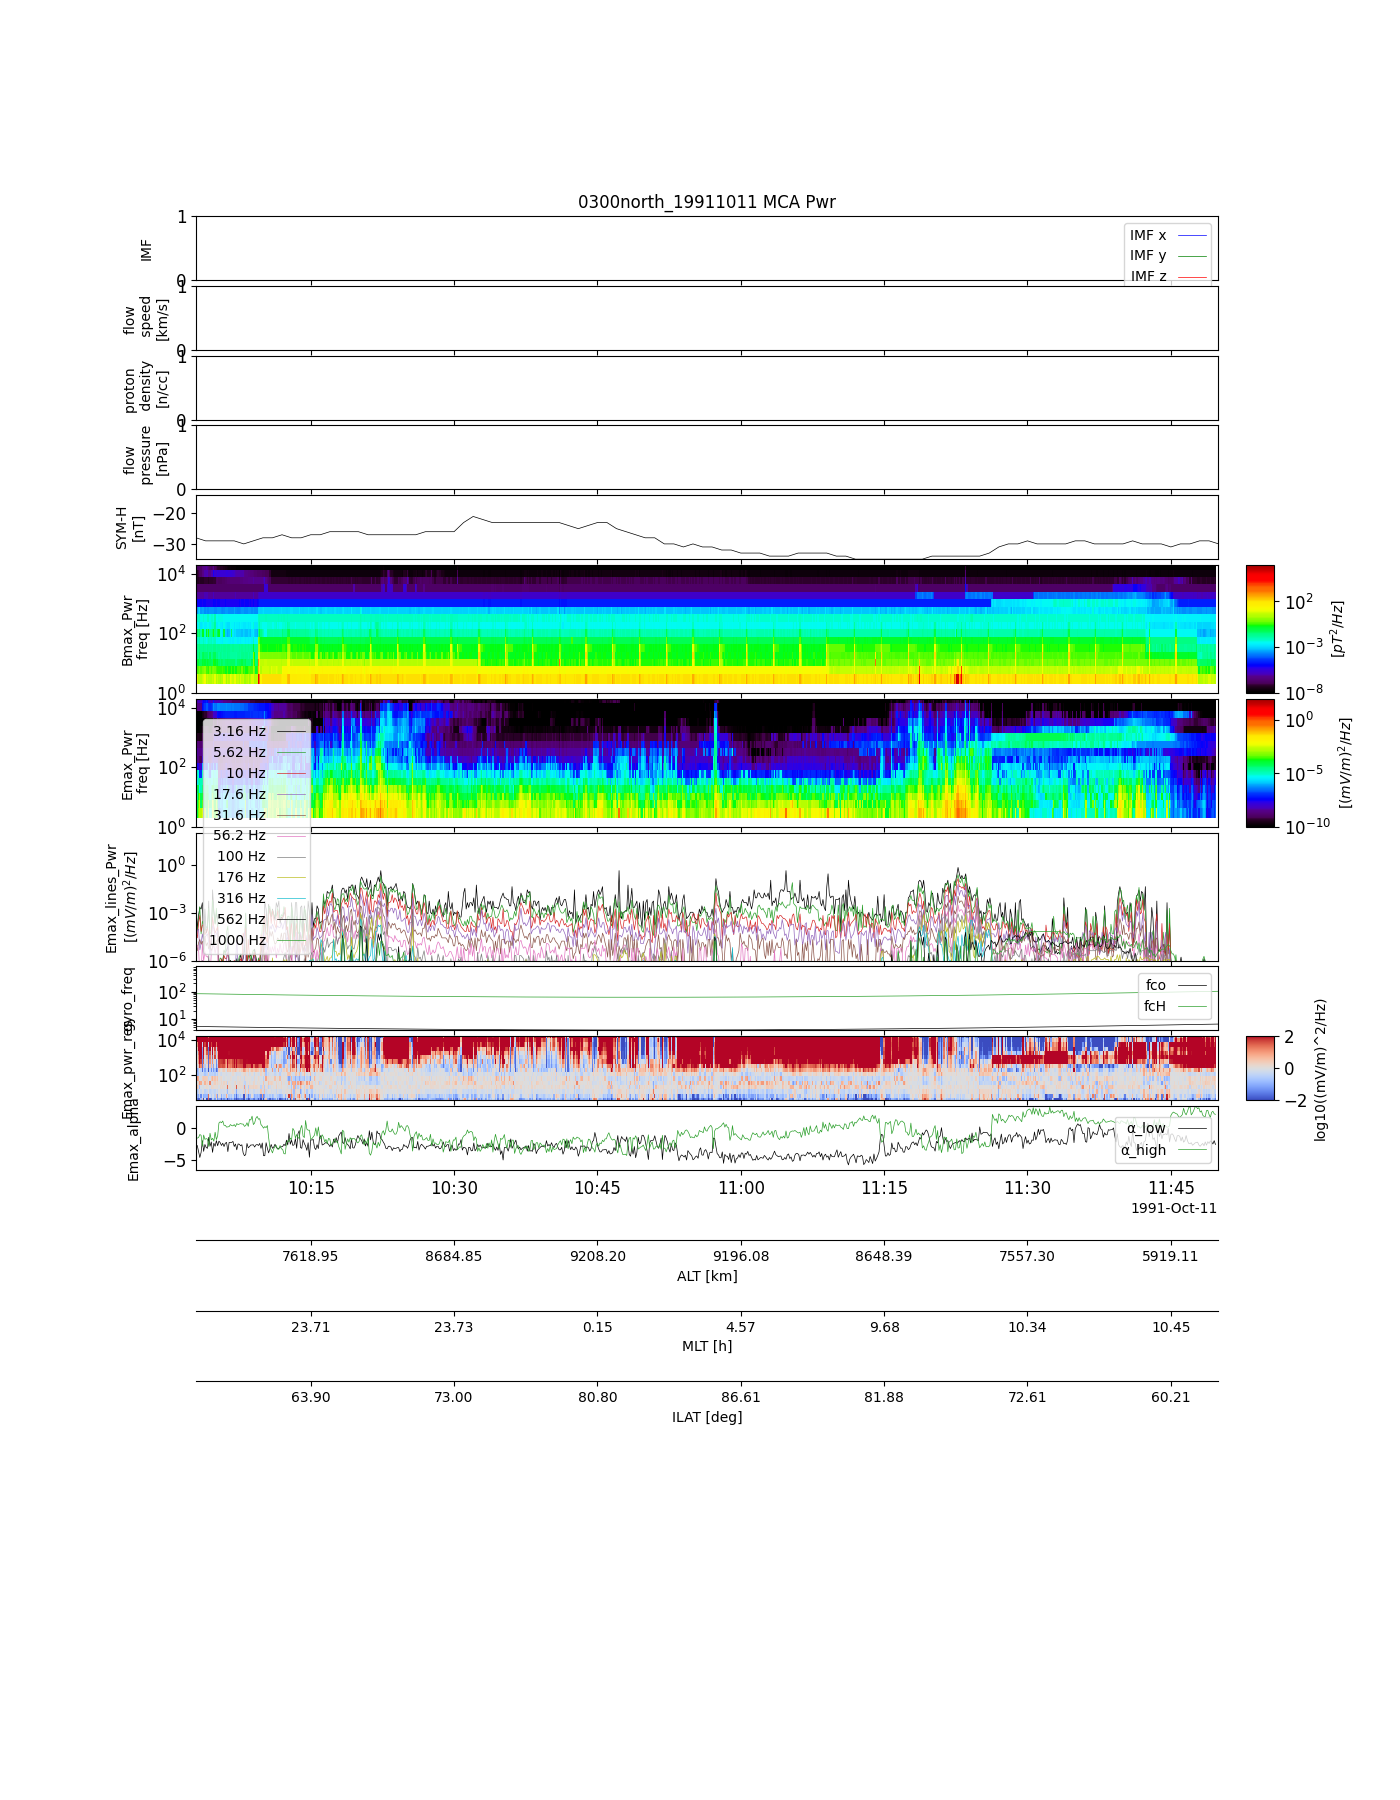 0300north_19911011 MCA Pwr
1
0
IMF
IMF x
IMF y
IMF z
1
0
flow
speed
[km/s]
1
0
proton
density
[n/cc]
1
0
flow
pressure
[nPa]
−20
−30
SYM-H
[nT]
10^4
10^2
10^0
Bmax_Pwr
freq [Hz]
10^2
10^−3
10^−8
[pT^2/Hz]
10^4
10^2
10^0
Emax_Pwr
freq [Hz]
10^0
10^−5
10^−10
[(mV/m)^2/Hz]
3.16 Hz
5.62 Hz
10 Hz
17.6 Hz
31.6 Hz
56.2 Hz
100 Hz
176 Hz
316 Hz
562 Hz
1000 Hz
10^0
10^−3
10^−6
Emax_lines_Pwr
[(mV/m)^2/Hz]
10^2
10^1
gyro_freq
fco
fcH
10^4
10^2
Emax_pwr_reg
2
0
−2
log10((mV/m)^2/Hz)
0
−5
Emax_alpha
α_low
α_high
10:15 10:30 10:45 11:00 11:15 11:30 11:45
1991-Oct-11
7618.95 8684.85 9208.20 9196.08 8648.39 7557.30 5919.11
ALT [km]
23.71 23.73 0.15 4.57 9.68 10.34 10.45
MLT [h]
63.90 73.00 80.80 86.61 81.88 72.61 60.21
ILAT [deg]